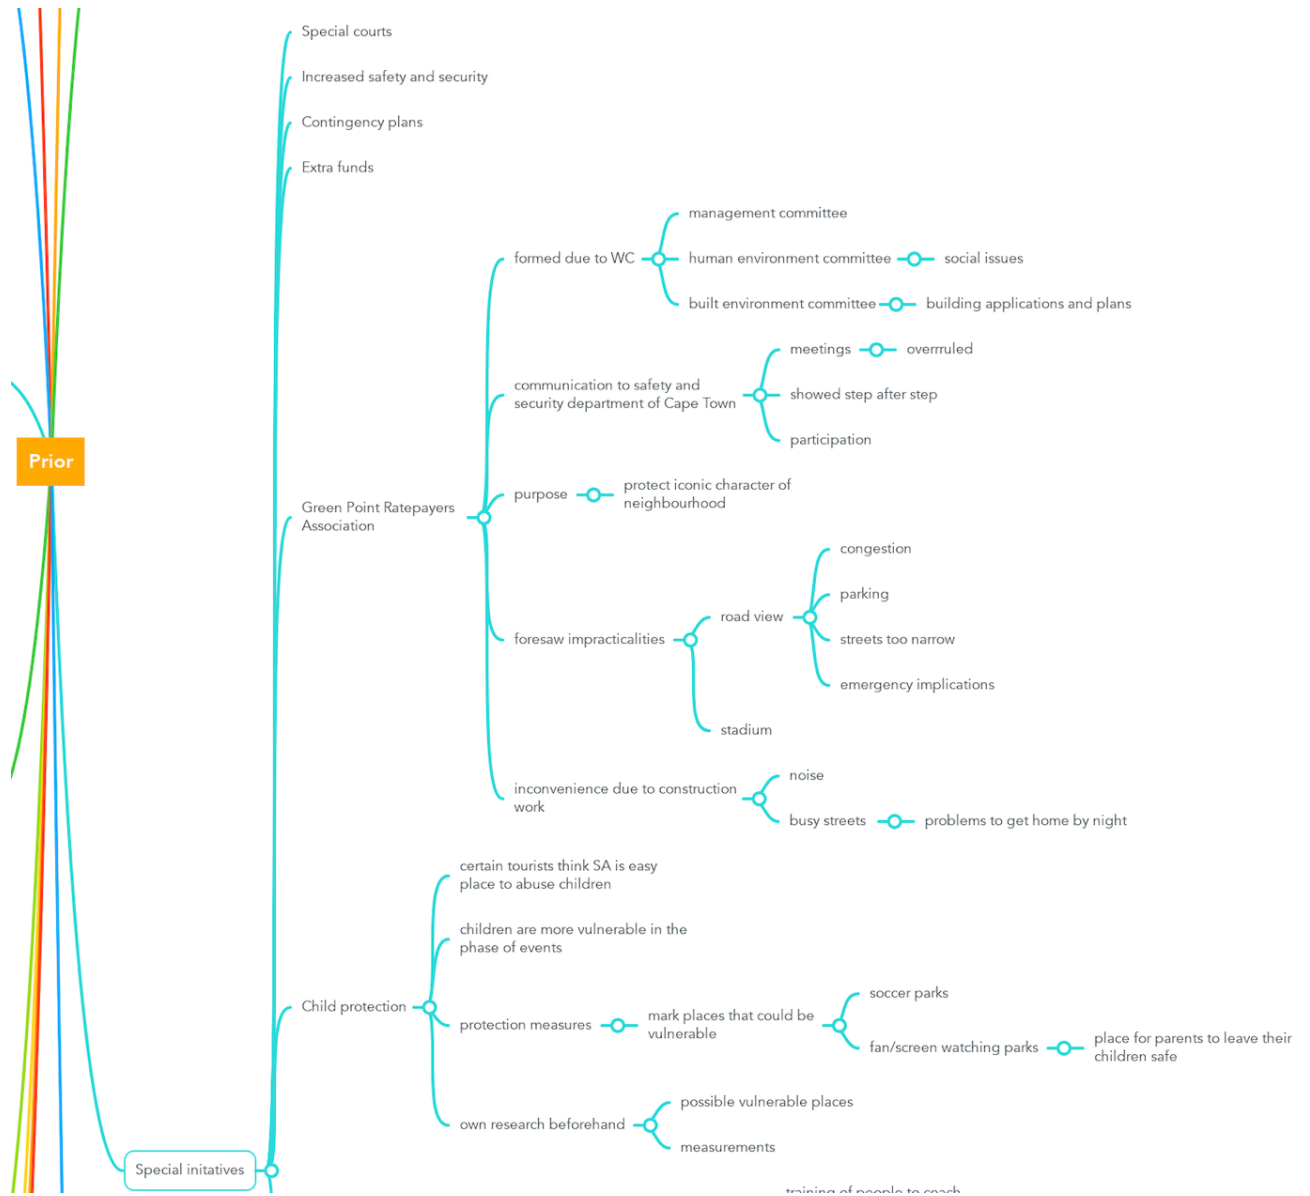 Special courts
Increased safety and security
Contingency plans
Extra funds
management committee
formed due to WC
human environment committee
social issues
built environment committee
building applications and plans
meetings
overrruled
communication to safety and
security department of Cape Town
showed step after step
participation
Prior
purpose
protect iconic character of
neighbourhood
Green Point Ratepayers
Association
congestion
parking
road view
foresaw impracticalities
streets too narrow
emergency implications
stadium
inconvenience due to construction
work
noise
busy streets
problems to get home by night
certain tourists think SA is easy
place to abuse children
children are more vulnerable in the
phase of events
Child protection
protection measures
mark places that could be
vulnerable
soccer parks
fan/screen watching parks
place for parents to leave their
children safe
own research beforehand
possible vulnerable places
measurements
Special initatives
training of people to coach